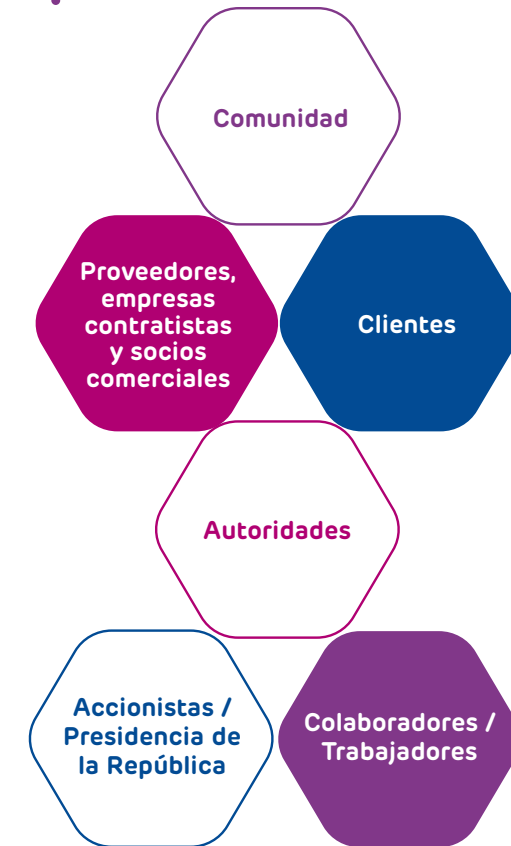 Comunidad
Proveedores,
empresas
contratistas
y socios
comerciales
Clientes
Autoridades
Accionistas /
Presidencia de
la República
Colaboradores /
Trabajadores